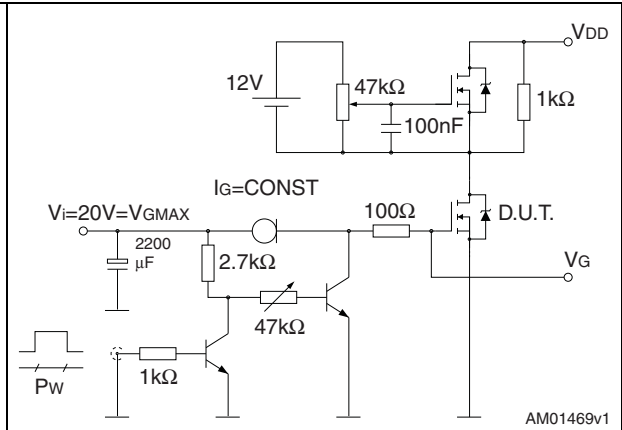 VDD
12V
47kΩ
1kΩ
100nF
IG=CONST
Vi=20V=VGMAX
100Ω
D.U.T.
2200
μF
2.7kΩ
VG
47kΩ
1kΩ
PW
AM01469v1